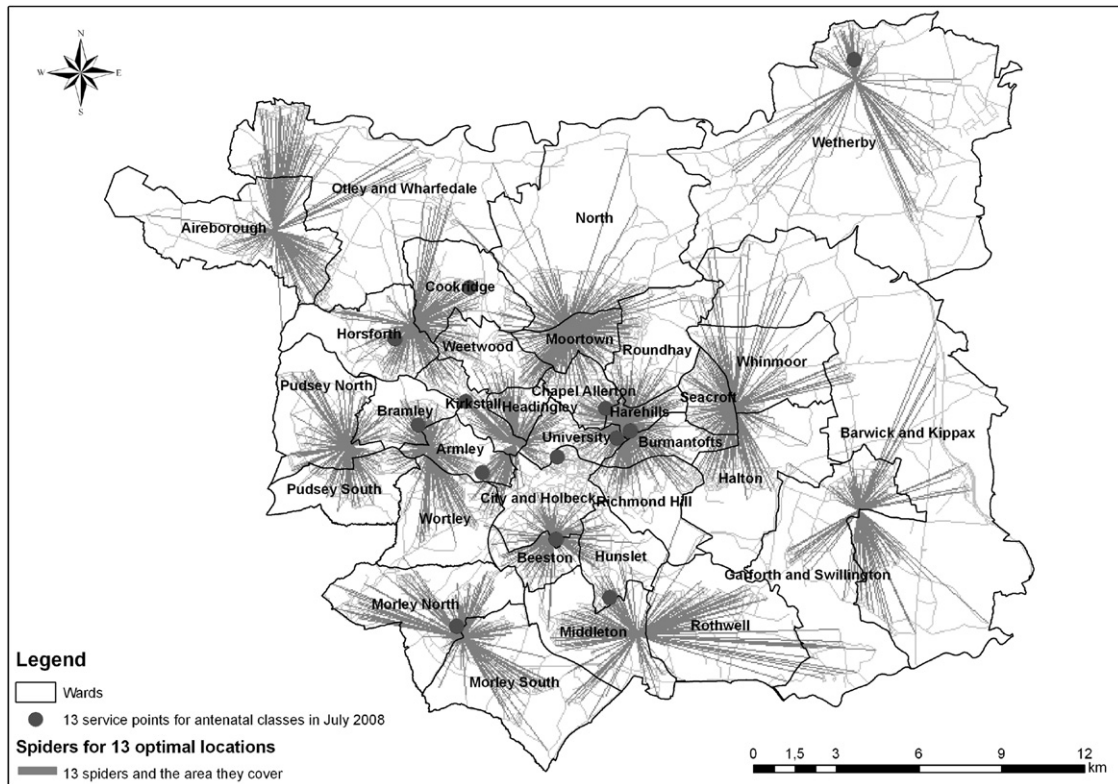 N
W
E
S
Wetherby
Otley and Wharfedale
North
Aireborough
Cookridge
Horsforth
Weetwood
Moortown
Roundhay
Whinmoor
Pudsey North
Chapel Allerton
Seacroft
Kirkstall
Headingley
Bramley
Harehills
University
Burmantofts
Barwick and Kippax
Armley
Halton
Pudsey South
City and Holbeck
Richmond Hill
Wortley
Beeston
Hunslet
Garforth and Swillington
Morley North
Middleton
Rothwell
Morley South
Legend
Wards
13 service points for antenatal classes in July 2008
Spiders for 13 optimal locations
13 spiders and the area they cover
0 1,5 3 6 9 12
km